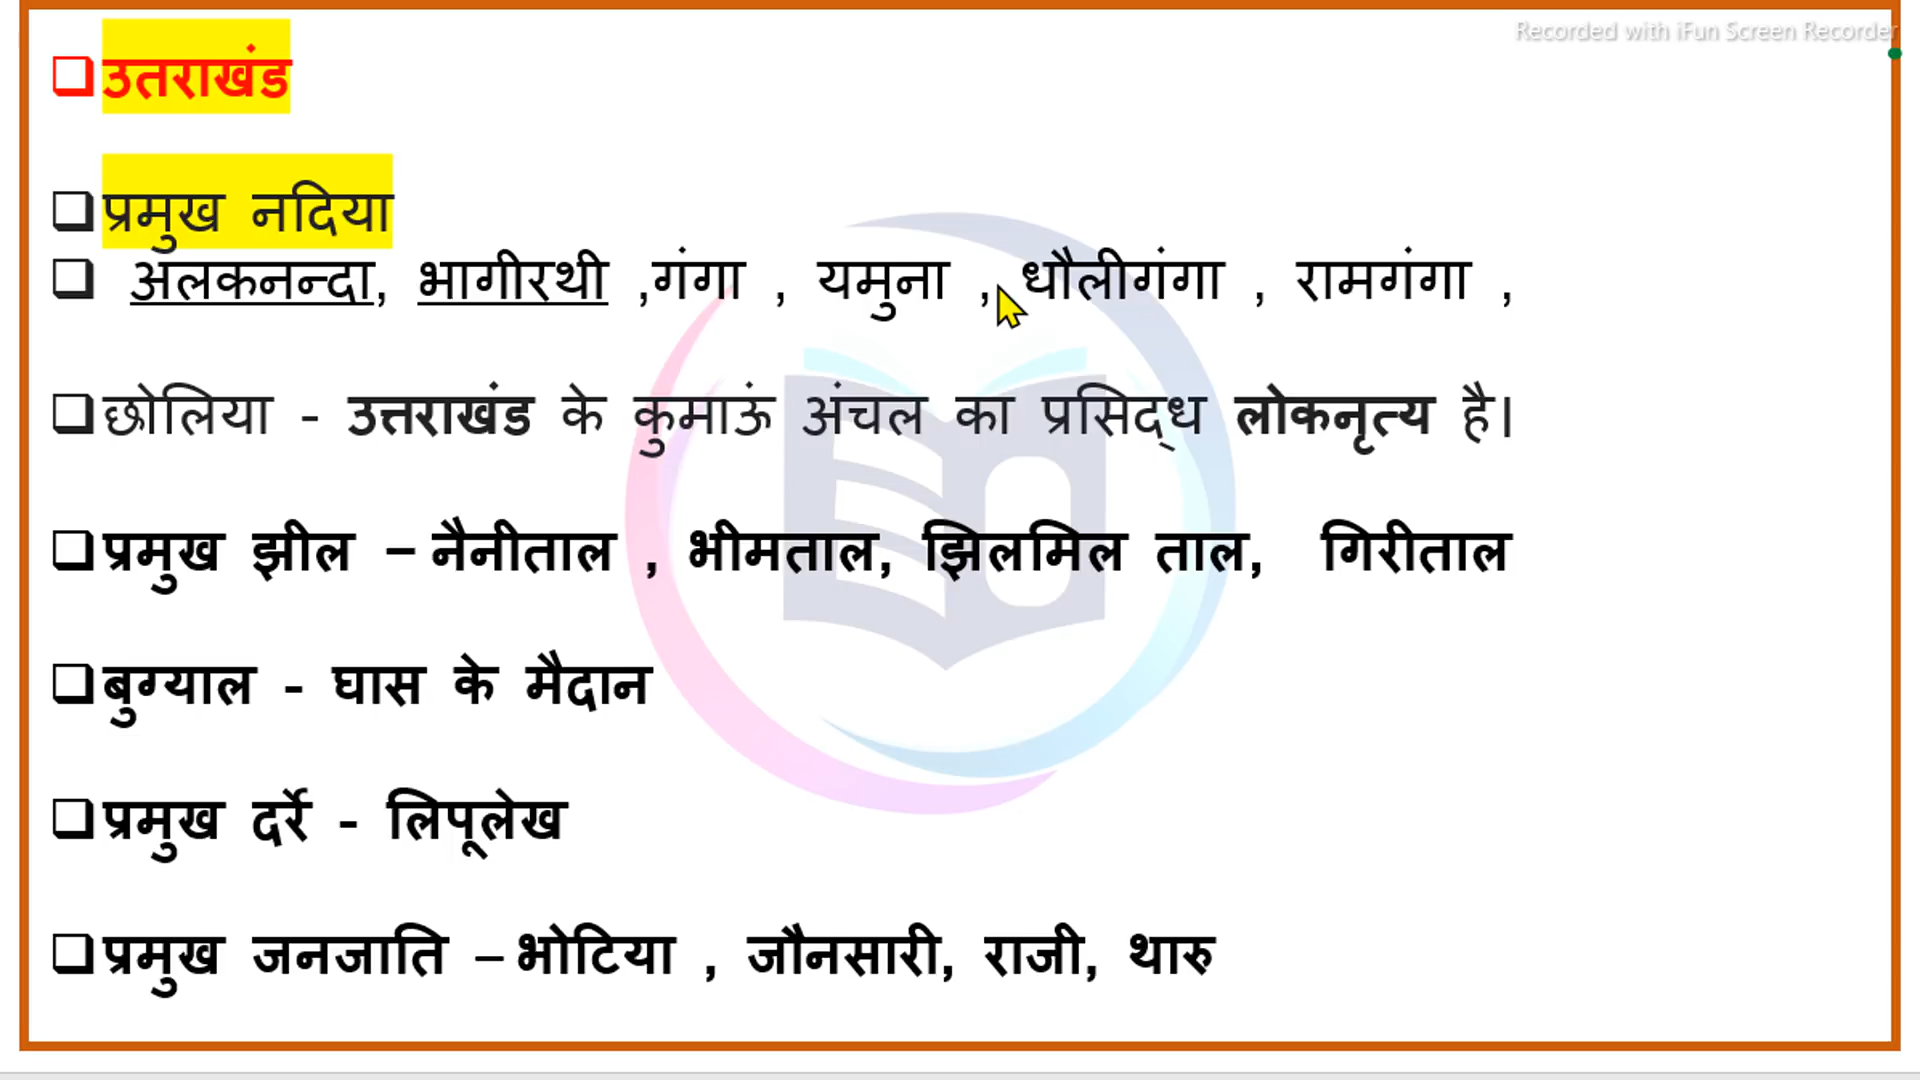 Recorded with iFun Screen Recorder
उतराखंड
प्रमुख नदिया
अलकनन्दा, भागीरथी ,गंगा , यमुना , धौलीगंगा , रामगंगा ,
छोलिया - उत्तराखंड के कुमाऊं अंचल का प्रसिद्ध लोकनृत्य है।
प्रमुख झील – नैनीताल , भीमताल, झिलमिल ताल, गिरीताल
बुग्याल - घास के मैदान
प्रमुख दर्रे - लिपूलेख
प्रमुख जनजाति – भोटिया , जौनसारी, राजी, थारु